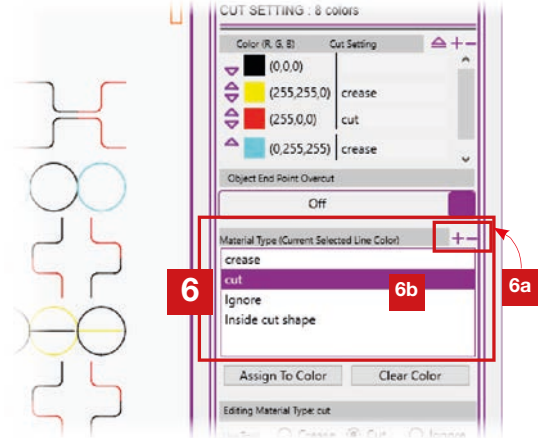 CUT SETTING : 8 colors
Color (R, G, B) Cut Setting
(0,0,0)
(255,255,0) crease
(255,0,0) cut
(0,255,255) crease
Object End Point Overcut
Off
Material Type (Current Selected Line Color)
crease
cut
Ignore
Inside cut shape
6
6b
6a
Assign To Color Clear Color
Editing Material Type: cut
Crease Cut Ignore